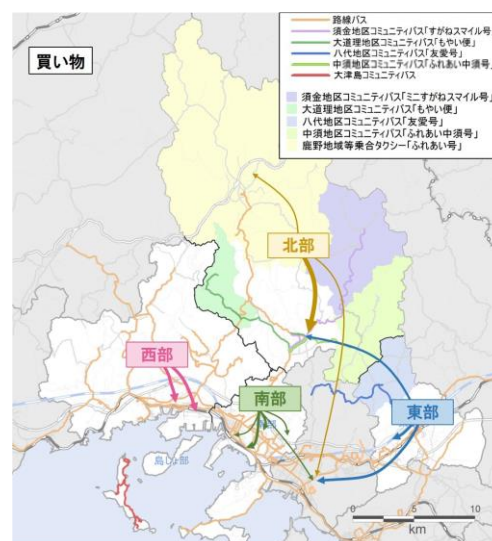 買い物
路線バス
須金地区コミュニティバス「すがねスマイル号」
大道理地区コミュニティバス「もやい便」
八代地区コミュニティバス「友愛号」
中須地区コミュニティバス「ふれあい中須号」
大津島コミュニティバス
須金地区コミュニティバス「ミニすがねスマイル号」
大道理地区コミュニティバス「もやい便」
八代地区コミュニティバス「友愛号」
中須地区コミュニティバス「ふれあい中須号」
鹿野地域等乗合タクシー「ふれあい号」
北部
西部
南部
東部
島しょ部
0 5 10
km